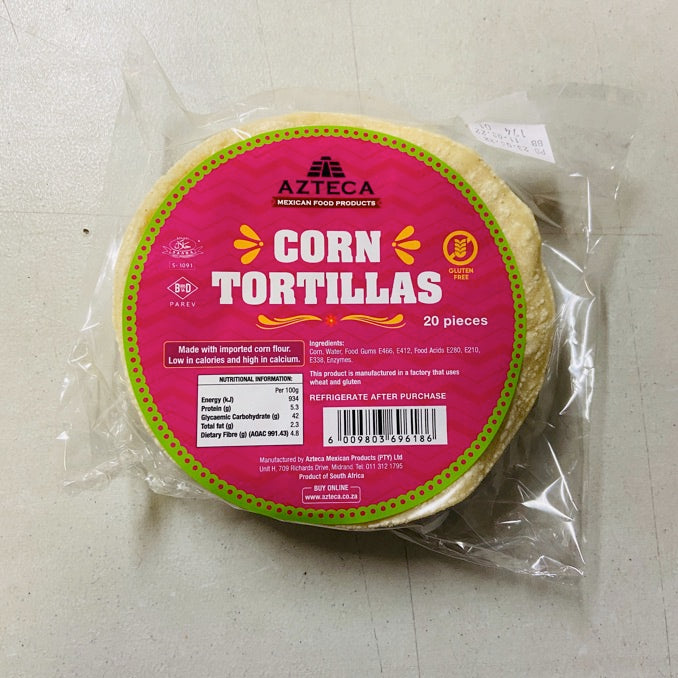 AZTECA
MEXICAN FOOD PRODUCTS
CORN
TORTILLAS
20 pieces
S-1091
PAREV
GLUTEN
FREE
Made with imported corn flour.
Low in calories and high in calcium.
NUTRITIONAL INFORMATION:
Per 100g
Energy (kJ) 934
Protein (g) 5.3
Glycaemic Carbohydrate (g) 42
Total fat (g) 2.3
Dietary Fibre (g) (AOAC 991.43) 4.8
Ingredients:
Corn, Water, Food Gums E466, E412, Food Acids E280, E210,
E338, Enzymes.
This product is manufactured in a factory that uses
wheat and gluten
REFRIGERATE AFTER PURCHASE
6 009803 696186
Manufactured by Azteca Mexican Products (PTY) Ltd
Unit H, 709 Richards Drive, Midrand. Tel: 011 312 1795
Product of South Africa
BUY ONLINE
www.azteca.co.za